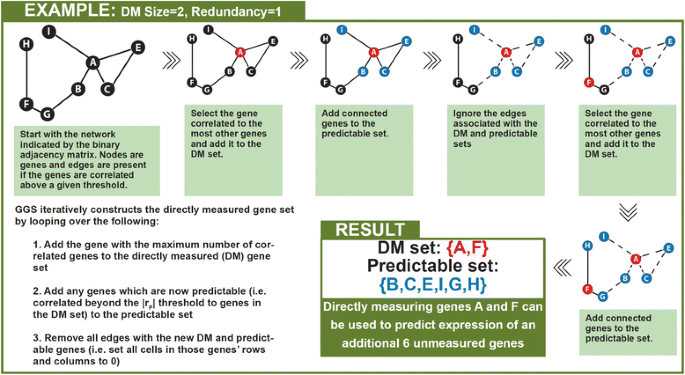 EXAMPLE: DM Size=2, Redundancy=1
H
I
A
E
B
C
F
G
Start with the network
indicated by the binary
adjacency matrix. Nodes are
genes and edges are present
if the genes are correlated
above a given threshold.
H
I
A
E
B
C
F
G
Select the gene
correlated to the
most other genes
and add it to the
DM set.
H
I
A
E
B
C
F
G
Add connected
genes to the
predictable set.
H
I
A
E
B
C
F
G
Ignore the edges
associated with the
DM and predictable
sets
H
I
A
E
B
C
F
G
Select the gene
correlated to the
most other genes
and add it to the
DM set.
H
I
A
E
B
C
F
G
Add connected
genes to the
predictable set.
GGS iteratively constructs the directly measured gene set
by looping over the following:
1. Add the gene with the maximum number of cor-
related genes to the directly measured (DM) gene
set
2. Add any genes which are now predictable (i.e.
correlated beyond the |rp| threshold to genes in
the DM set) to the predictable set
3. Remove all edges with the new DM and predict-
able genes (i.e. set all cells in those genes' rows
and columns to 0)
RESULT
DM set: {A,F}
Predictable set:
{B,C,E,I,G,H}
Directly measuring genes A and F can
be used to predict expression of an
additional 6 unmeasured genes